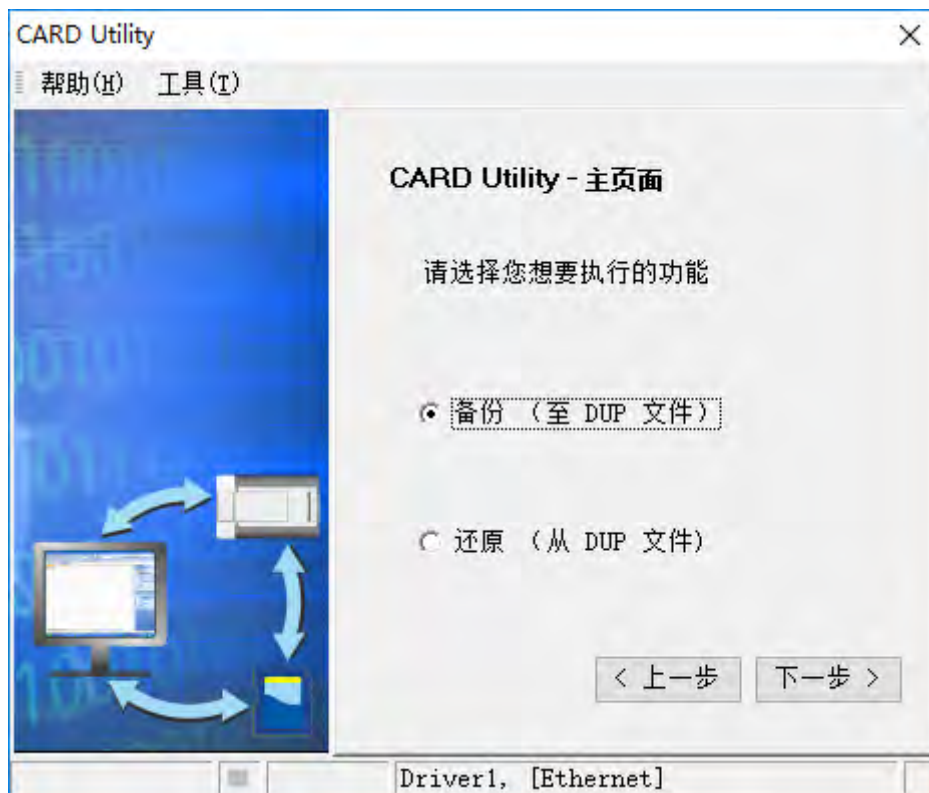 CARD Utility
帮助(H) 工具(T)
CARD Utility - 主页面
请选择您想要执行的功能
备份 (至 DUP 文件)
还原 (从 DUP 文件)
< 上一步 下一步 >
Driver1, [Ethernet]